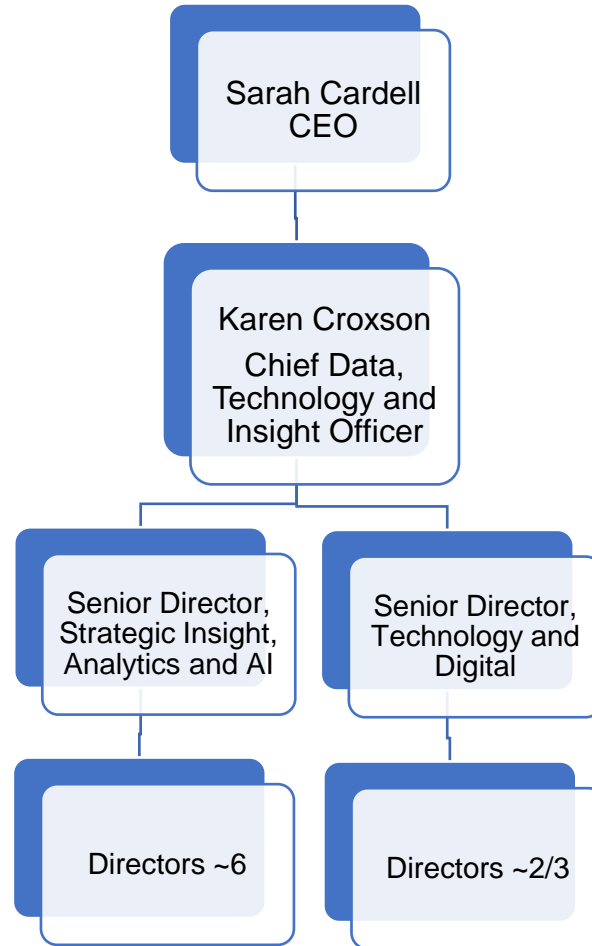 Sarah Cardell
CEO
Karen Croxson
Chief Data,
Technology and
Insight Officer
Senior Director,
Strategic Insight,
Analytics and AI
Senior Director,
Technology and
Digital
Directors ~6
Directors ~2/3